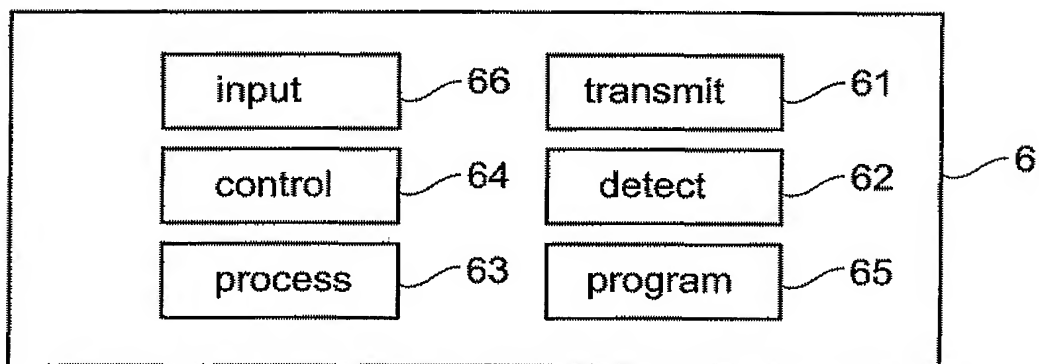 input 66 transmit 61
control 64 detect 62 6
process 63 program 65